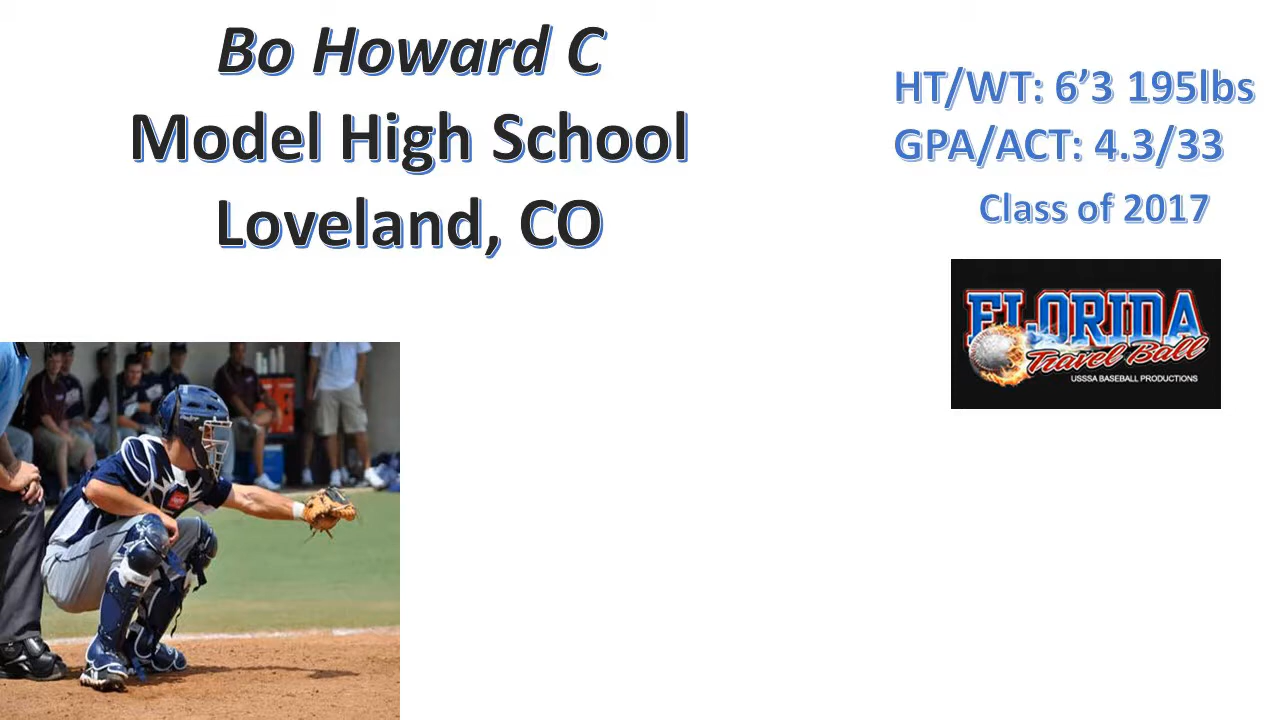 Bo Howard C
Model High School
Loveland, CO
HT/WT: 6’3 195lbs
GPA/ACT: 4.3/33
Class of 2017
FLORIDA
Travel Ball
USSSA BASEBALL PRODUCTIONS